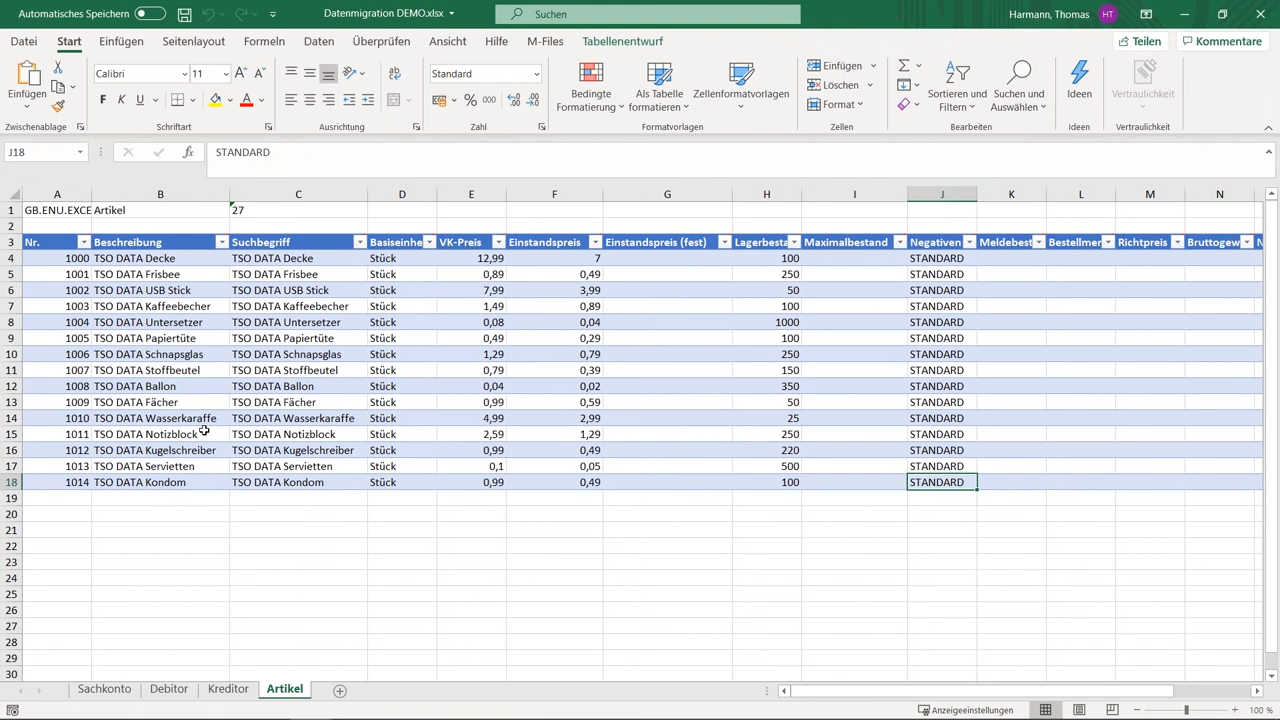 Automatisches Speichern
Datenmigration DEMO.xlsx
Suchen
Harmann, Thomas
HT
Datei Start Einfügen Seitenlayout Formeln Daten Überprüfen Ansicht Hilfe M-Files Tabellenentwurf
Teilen Kommentare
Einfügen
Calibri 11
F K U
Standard
% 000
Bedingte Formatierung
Als Tabelle formatieren
Zellenformatvorlagen
Einfügen
Löschen
Format
Sortieren und Filtern
Suchen und Auswählen
Ideen
Vertraulichkeit
Zwischenablage Schriftart Ausrichtung Zahl Formatvorlagen Zellen Bearbeiten Ideen Vertraulichkeit
J18 fx STANDARD
A B C D E F G H I J K L M N
1 GB.ENU.EXCE Artikel 27
2
3 Nr. Beschreibung Suchbegriff Basiseinhe VK-Preis Einstandspreis Einstandspreis (fest) Lagerbesta Maximalbestand Negativen Meldebest Bestellmer Richtpreis Bruttogew
4 1000 TSO DATA Decke TSO DATA Decke Stück 12,99 7 100 STANDARD
5 1001 TSO DATA Frisbee TSO DATA Frisbee Stück 0,89 0,49 250 STANDARD
6 1002 TSO DATA USB Stick TSO DATA USB Stick Stück 7,99 3,99 50 STANDARD
7 1003 TSO DATA Kaffeebecher TSO DATA Kaffeebecher Stück 1,49 0,89 100 STANDARD
8 1004 TSO DATA Untersetzer TSO DATA Untersetzer Stück 0,08 0,04 1000 STANDARD
9 1005 TSO DATA Papiertüte TSO DATA Papiertüte Stück 0,49 0,29 100 STANDARD
10 1006 TSO DATA Schnapsglas TSO DATA Schnapsglas Stück 1,29 0,79 250 STANDARD
11 1007 TSO DATA Stoffbeutel TSO DATA Stoffbeutel Stück 0,79 0,39 150 STANDARD
12 1008 TSO DATA Ballon TSO DATA Ballon Stück 0,04 0,02 350 STANDARD
13 1009 TSO DATA Fächer TSO DATA Fächer Stück 0,99 0,59 50 STANDARD
14 1010 TSO DATA Wasserkaraffe TSO DATA Wasserkaraffe Stück 4,99 2,99 25 STANDARD
15 1011 TSO DATA Notizblock TSO DATA Notizblock Stück 2,59 1,29 250 STANDARD
16 1012 TSO DATA Kugelschreiber TSO DATA Kugelschreiber Stück 0,99 0,49 220 STANDARD
17 1013 TSO DATA Servietten TSO DATA Servietten Stück 0,1 0,05 500 STANDARD
18 1014 TSO DATA Kondom TSO DATA Kondom Stück 0,99 0,49 100 STANDARD
19
20
21
22
23
24
25
26
27
28
29
30
Sachkonto Debitor Kreditor Artikel
Anzeigeeinstellungen 100 %